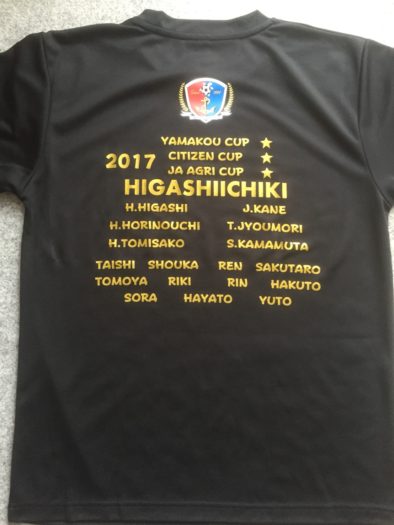 YAMAKOU CUP ★
2017 CITIZEN CUP ★
JA AGRI CUP ★
HIGASHIICHIKI
H.HIGASHI J.KANE
H.HORINOUCHI T.JYOUMORI
H.TOMISAKO S.KAMAMUTA
TAISHI SHOUKA REN SAKUTARO
TOMOYA RIKI RIN HAKUTO
SORA HAYATO YUTO